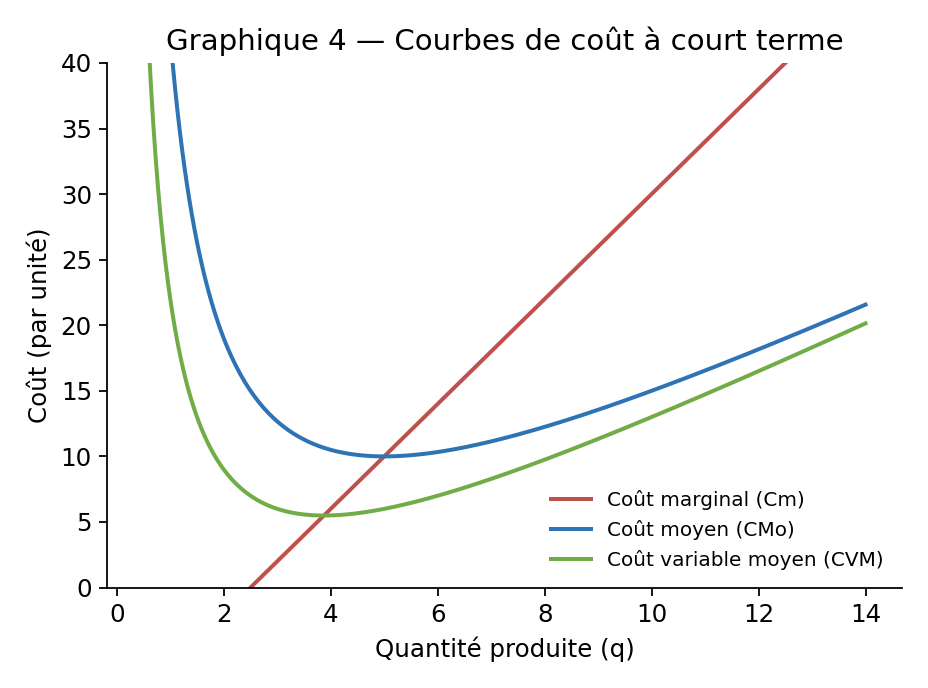 Graphique 4 — Courbes de coût à court terme
40
35
30
25
20
15
10
5
0
Coût (par unité)
Coût marginal (Cm)
Coût moyen (CMo)
Coût variable moyen (CVM)
0 2 4 6 8 10 12 14
Quantité produite (q)